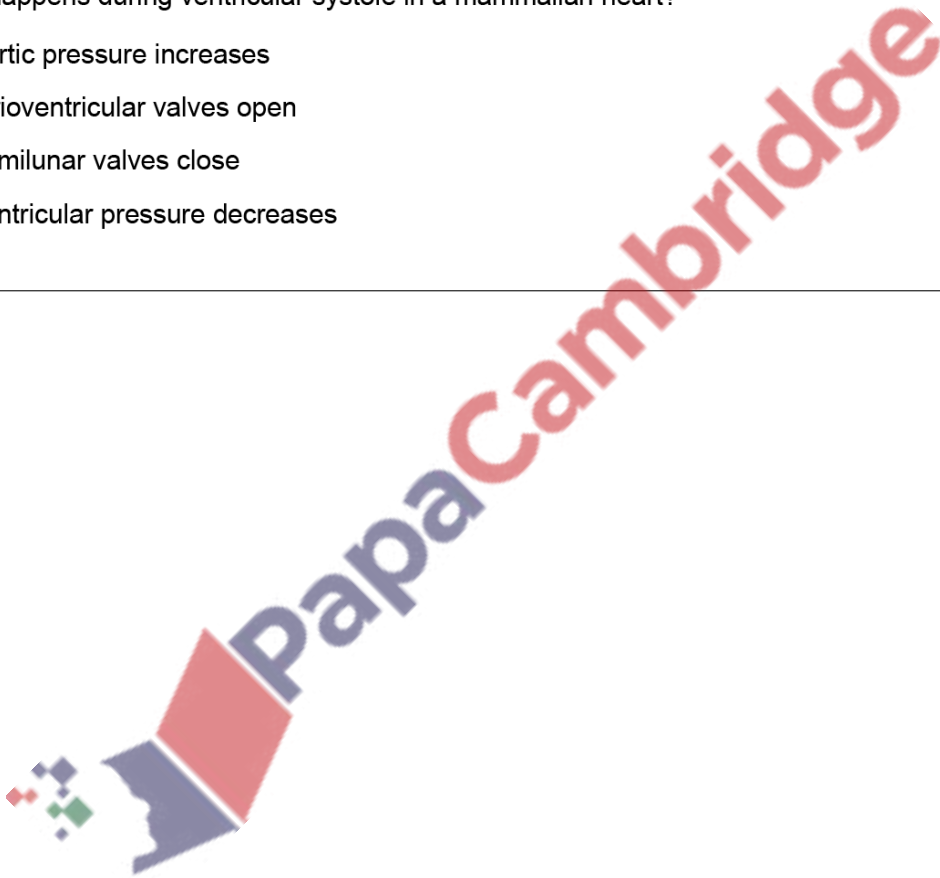 happens during ventricular systole in a mammalian heart?
rtic pressure increases
ioventricular valves open
milunar valves close
ntricular pressure decreases
PapaCambridge